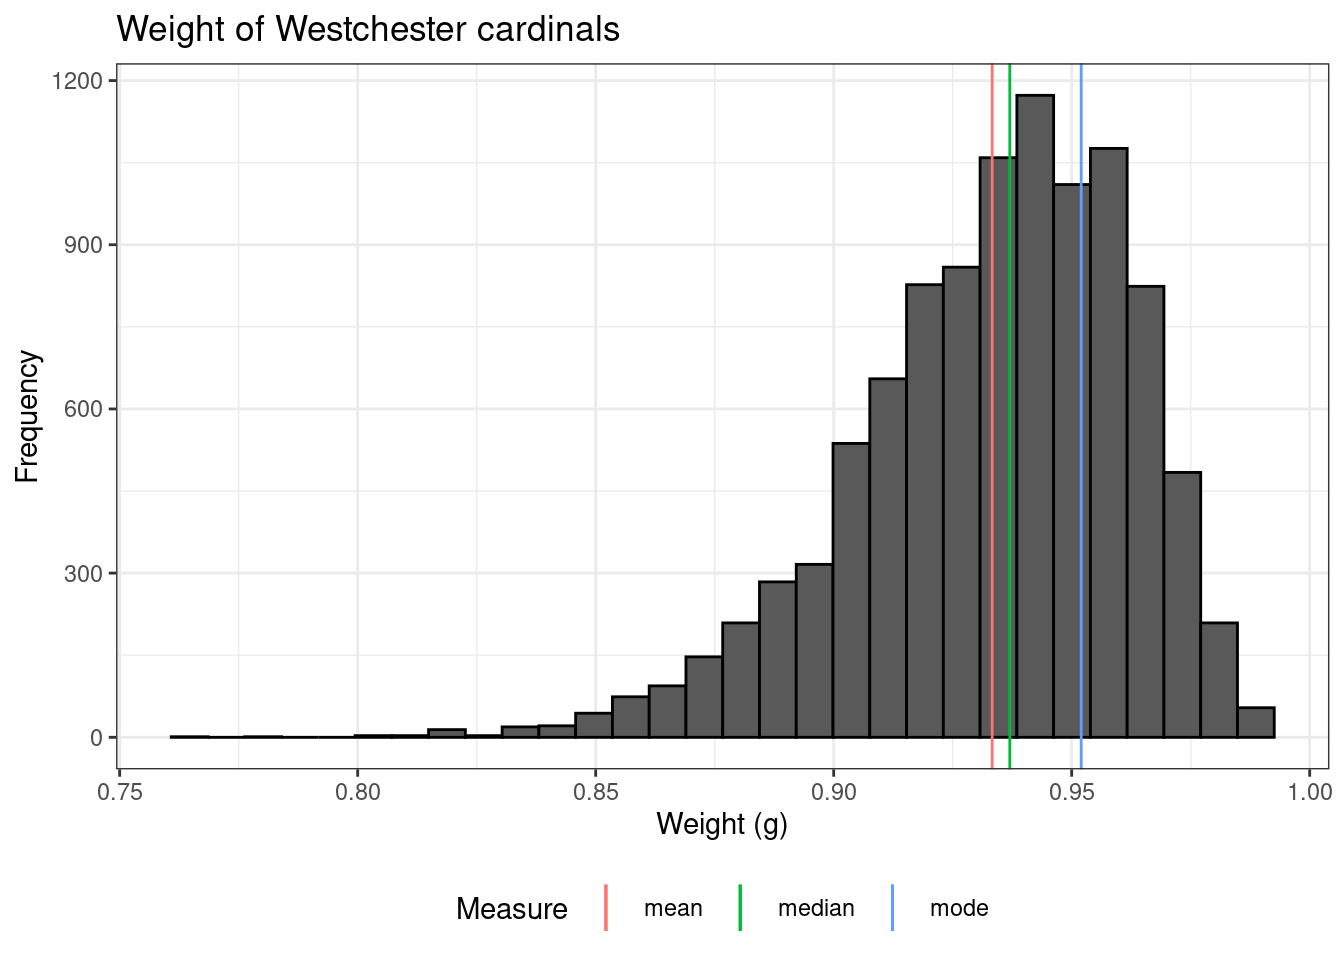 Weight of Westchester cardinals
1200
900
600
300
0
Frequency
0.75 0.80 0.85 0.90 0.95 1.00
Weight (g)
Measure mean median mode